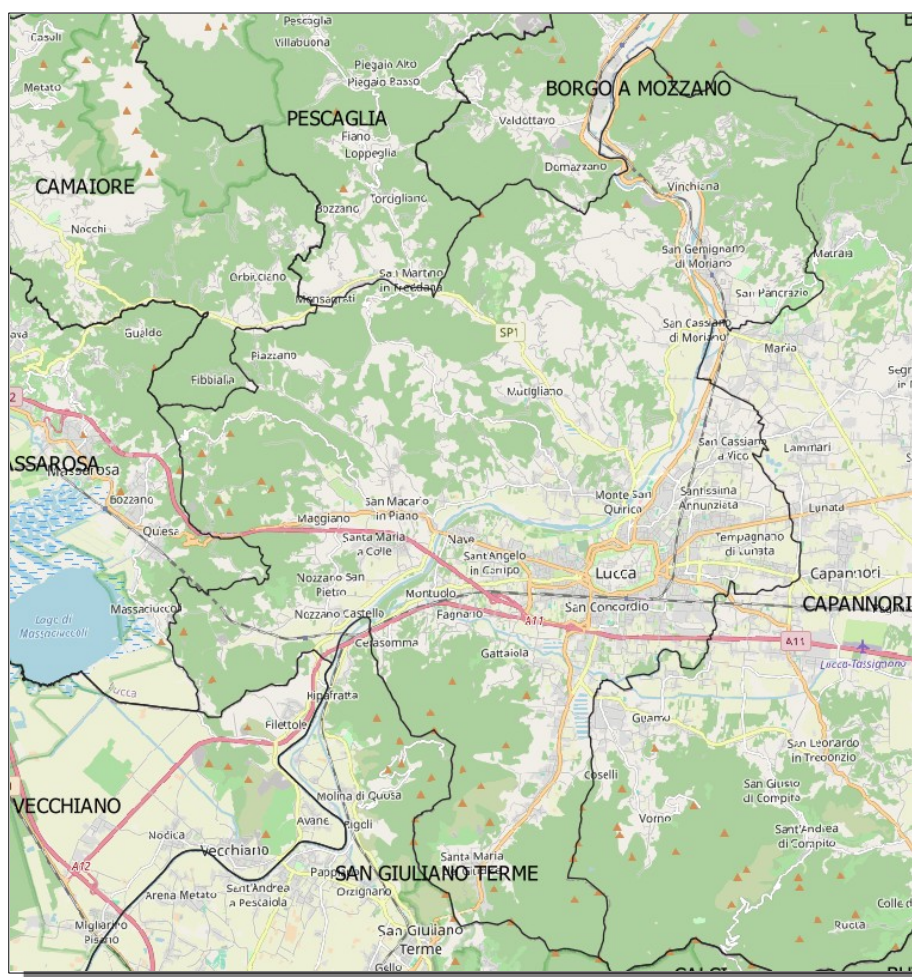 Casoli
Pescaglia
Villabuona
Metato
Piegaio Alto
Piegaio Basso
BORGO A MOZZANO
PESCAGLIA
Valdottavo
Fiano
Loppeglia
Domazzano
CAMAIORE
Vinchiana
Torcigliano
Bozzano
Nocchi
San Gemignano
di Moriano
Matraia
Orbicciano
San Martino
in Freddana
Monsagrati
San Pancrazio
Gualdo
SP1
San Cassiano
di Moriano
Marlia
Piazzano
Fibbialla
Mutigliano
San Cassiano
a Vico
Lammari
ASSAROSA
Massarosa
Bozzano
Monte San
Quirico
Santissima
Annunziata
San Macario
in Piano
Lunata
Maggiano
Quiesa
Santa Maria
a Colle
Nave
Tempagnano
di Lunata
Sant'Angelo
in Campo
Lucca
Capannori
Nozzano San
Pietro
Montuolo
CAPANNORI
Massaciuccoli
Nozzano Castello
Fagnano
San Concordio
Lago di
Massaciuccoli
A11
A11
Cerasomma
Gattaiola
Lucca-Tassignano
Lucca
Ripafratta
Filettole
Guamo
San Leonardo
in Treponzio
Coselli
San Giusto
di Compito
Molina di Quosa
VECCHIANO
Avane
Rigoli
Vorno
Nodica
Vecchiano
Sant'Andrea
di Compito
Santa Maria
A12
Pappiana
SAN GIULIANO TERME
Arena Metato
Sant'Andrea
a Pescaiola
Orzignano
Colle d
Ruota
Migliarino
Pisano
San Giuliano
Terme
Gello
CALCI